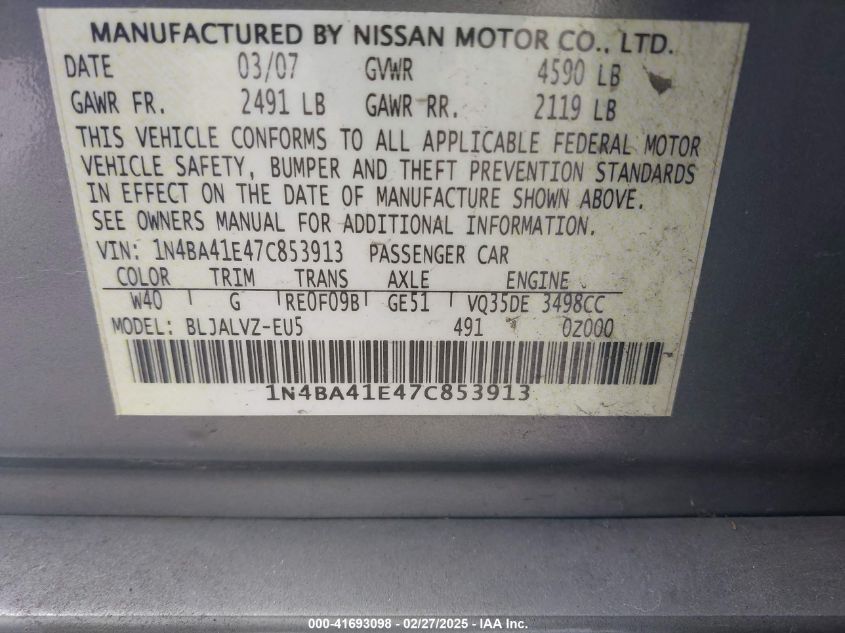 MANUFACTURED BY NISSAN MOTOR CO., LTD.
DATE 03/07 GVWR 4590 LB
GAWR FR. 2491 LB GAWR RR. 2119 LB
THIS VEHICLE CONFORMS TO ALL APPLICABLE FEDERAL MOTOR
VEHICLE SAFETY, BUMPER AND THEFT PREVENTION STANDARDS
IN EFFECT ON THE DATE OF MANUFACTURE SHOWN ABOVE.
SEE OWNERS MANUAL FOR ADDITIONAL INFORMATION.
VIN: 1N4BA41E47C853913 PASSENGER CAR
COLOR TRIM TRANS AXLE ENGINE
W40 G RE0F09B GE51 VQ35DE 3498CC
MODEL: BLJALVZ-EU5 491 0Z000
1N4BA41E47C853913
000-41693098 - 02/27/2025 - IAA Inc.